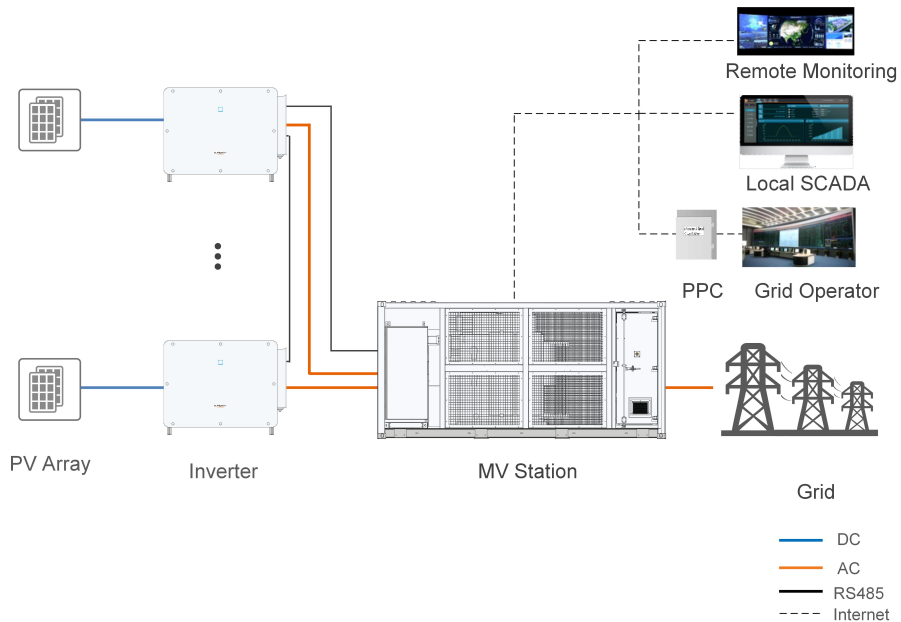 Remote Monitoring
Local SCADA
PPC
Grid Operator
PV Array
Inverter
MV Station
Grid
DC
AC
RS485
Internet